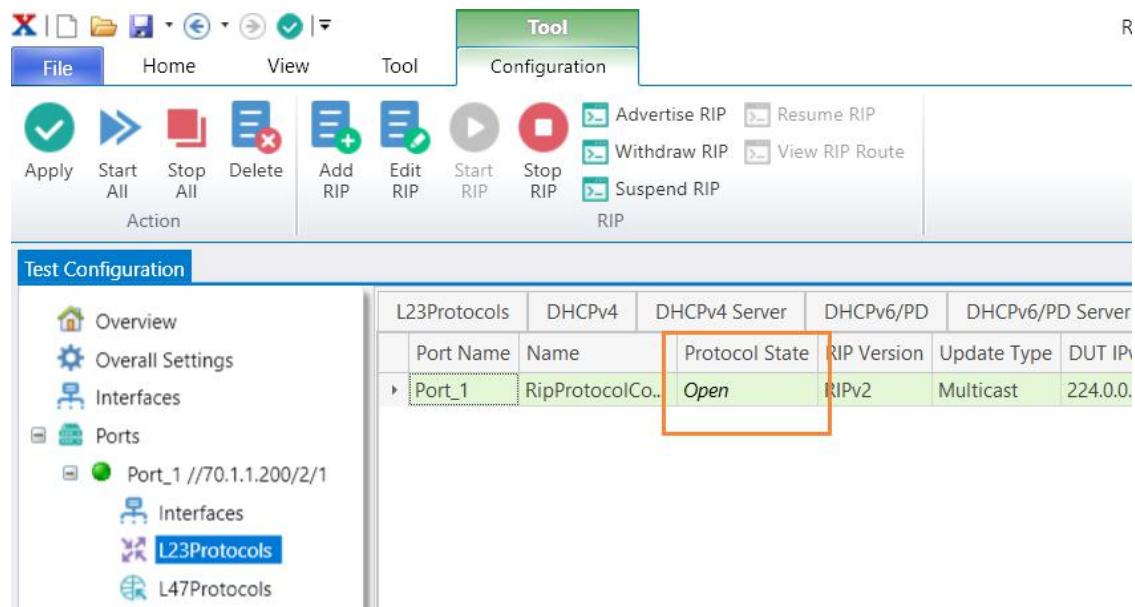 Tool
R
File Home View Tool Configuration
Apply Start All Stop All Delete Add RIP Edit RIP Start RIP Stop RIP
Advertise RIP Resume RIP
Withdraw RIP View RIP Route
Suspend RIP
Action RIP
Test Configuration
Overview
Overall Settings
Interfaces
Ports
Port_1 //70.1.1.200/2/1
Interfaces
L23Protocols
L47Protocols
L23Protocols DHCPv4 DHCPv4 Server DHCPv6/PD DHCPv6/PD Server
Port Name Name Protocol State RIP Version Update Type DUT IPv
Port_1 RipProtocolCo... Open RIPv2 Multicast 224.0.0.